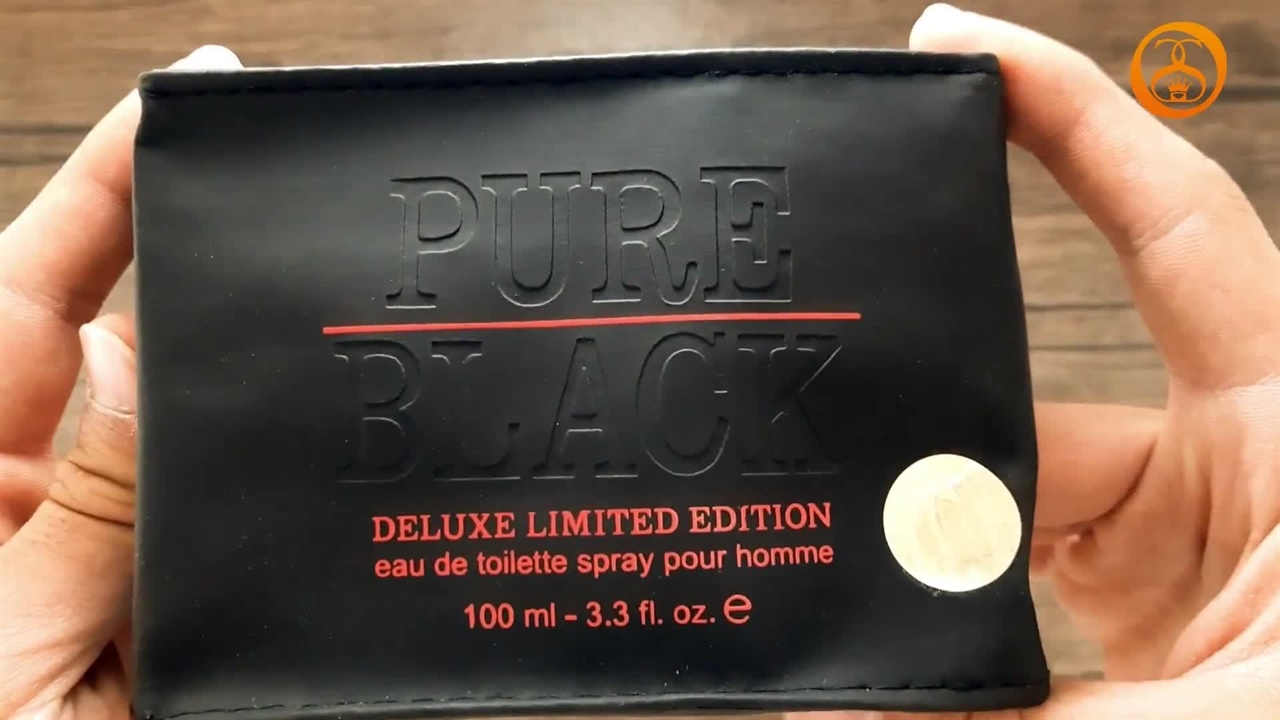 PURE
BLACK
DELUXE LIMITED EDITION
eau de toilette spray pour homme
100 ml - 3.3 fl. oz. ℮